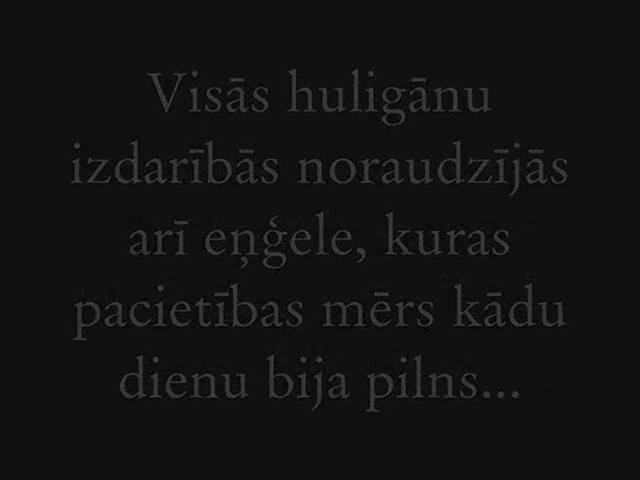 Visās huligānu
izdarībās noraudzījās
arī eņģele, kuras
pacietības mērs kādu
dienu bija pilns...